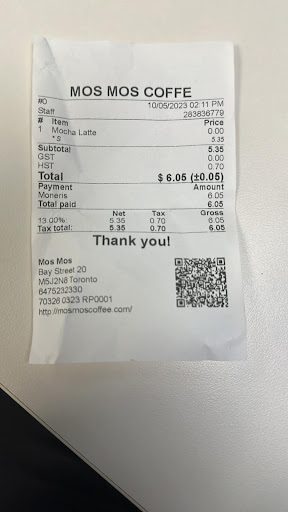 MOS MOS COFFE
#O 10/05/2023 02:11 PM
Staff 283836779
# Item Price
1 Mocha Latte 0.00
* S 5.35
Subtotal 5.35
GST 0.00
HST 0.70
Total $ 6.05 (±0.05)
Payment Amount
Moneris 6.05
Total paid 6.05
Net Tax Gross
13.00%: 5.35 0.70 6.05
Tax total: 5.35 0.70 6.05
Thank you!
Mos Mos
Bay Street 20
M5J2N8 Toronto
6475232330
70326 0323 RP0001
http://mosmoscoffee.com/